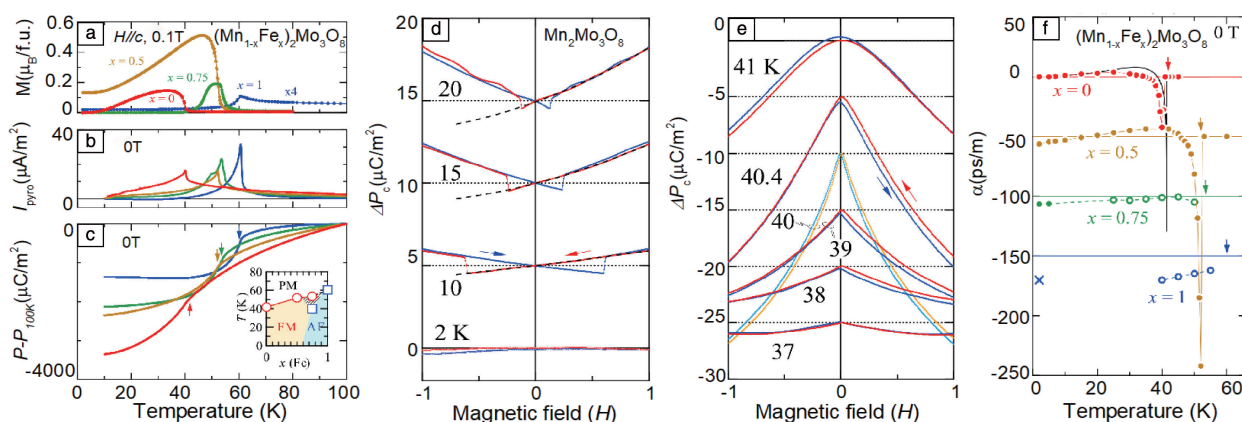 a
H//c, 0.1T
(Mn1-xFex)2Mo3O8
M(μB/f.u.)
0.6
0.4
0.2
0.0
x = 0.5
x = 0.75
x = 1
x4
x = 0
b
0T
Ipyro(μA/m2)
40
20
c
0T
P-P100K(μC/m2)
0
-4000
T (K)
80
60
40
20
0
PM
FM
AF
0
1
x (Fe)
0
20
40
60
80
100
Temperature (K)
d
Mn2Mo3O8
ΔPc(μC/m2)
20
15
10
5
0
20
15
10
2 K
-1
0
1
Magnetic field (H)
e
ΔPc(μC/m2)
-5
-10
-15
-20
-25
-30
41 K
40.4
40
39
38
37
-1
0
1
Magnetic field (H)
f
(Mn1-xFex)2Mo3O8 0 T
α(ps/m)
0
-50
-100
-150
-200
-250
x = 0
x = 0.5
x = 0.75
x = 1
0
20
40
60
Temperature (K)